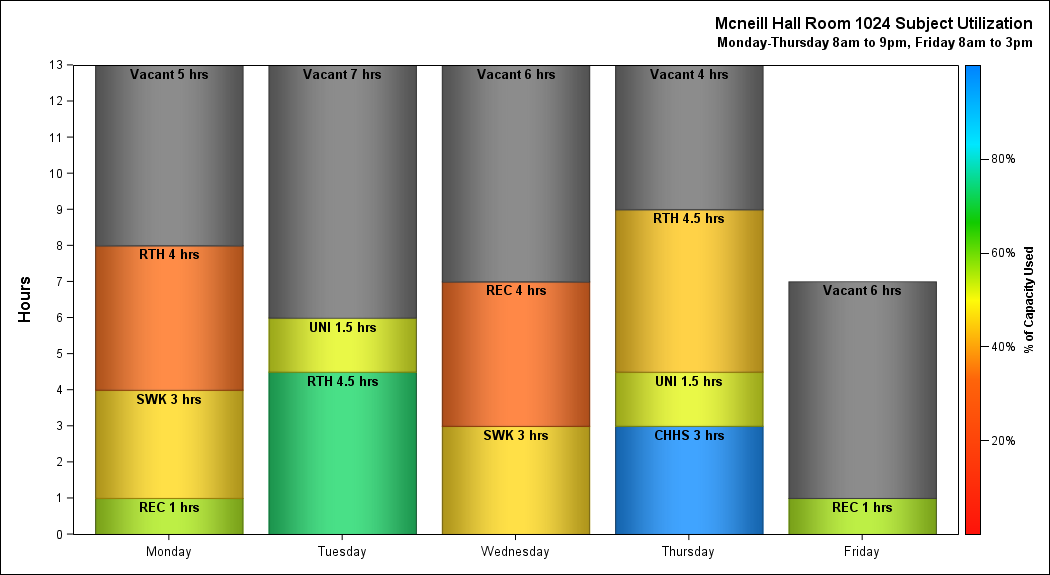 Mcneill Hall Room 1024 Subject Utilization
Monday-Thursday 8am to 9pm, Friday 8am to 3pm
Hours
13
12
11
10
9
8
7
6
5
4
3
2
1
0
Vacant 5 hrs
RTH 4 hrs
SWK 3 hrs
REC 1 hrs
Vacant 7 hrs
UNI 1.5 hrs
RTH 4.5 hrs
Vacant 6 hrs
REC 4 hrs
SWK 3 hrs
Vacant 4 hrs
RTH 4.5 hrs
UNI 1.5 hrs
CHHS 3 hrs
Vacant 6 hrs
REC 1 hrs
Monday
Tuesday
Wednesday
Thursday
Friday
80%
60%
40%
20%
% of Capacity Used